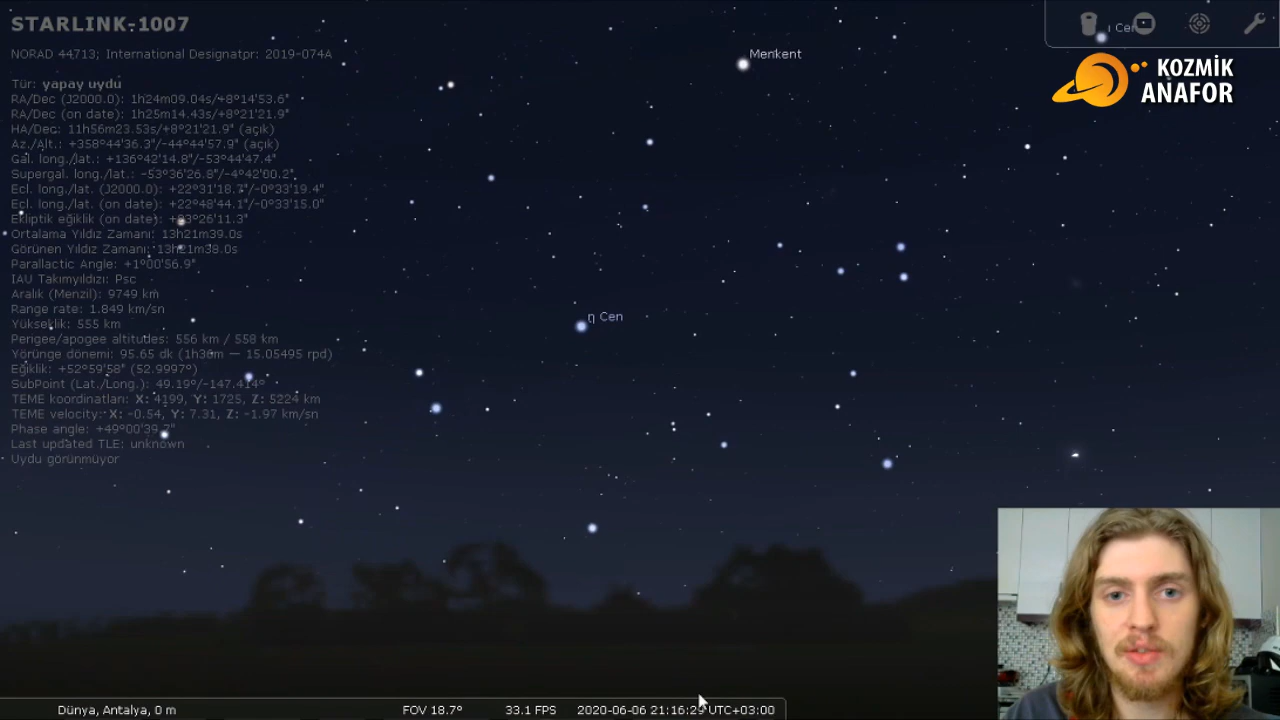 STARLINK-1007
NORAD 44713; International Designator: 2019-074A
Tür: yapay uydu
RA/Dec (J2000.0): 1h24m09.04s/+8°14'53.6"
RA/Dec (on date): 1h25m14.43s/+8°21'21.9"
HA/Dec: 11h56m23.53s/+8°21'21.9" (açık)
Az./Alt.: +358°44'36.3"/-44°44'57.9" (açık)
Gal. long./lat.: +136°42'14.8"/-53°44'47.4"
Supergal. long./lat.: -53°36'26.8"/-4°42'00.2"
Ecl. long./lat. (J2000.0): +22°31'18.7"/-0°33'19.4"
Ecl. long./lat. (on date): +22°48'44.1"/-0°33'15.0"
Ekliptik eğiklik (on date): +23°26'11.3"
Ortalama Yıldız Zamanı: 13h21m39.0s
Görünen Yıldız Zamanı: 13h21m38.0s
Parallactic Angle: +1°00'56.9"
IAU Takımyıldızı: Psc
Aralık (Menzil): 9749 km
Range rate: 1.849 km/sn
Yükseklik: 555 km
Perigee/apogee altitudes: 556 km / 558 km
Yörünge dönemi: 95.65 dk (1h36m — 15.05495 rpd)
Eğiklik: +52°59'58" (52.9997°)
SubPoint (Lat./Long.): 49.19°/-147.414°
TEME koordinatları: X: 4199, Y: 1725, Z: 5224 km
TEME velocity: X: -0.54, Y: 7.31, Z: -1.97 km/sn
Phase angle: +49°00'39.2"
Last updated TLE: unknown
Uydu görünmüyor
Menkent
ι Cen
KOZMİK
ANAFOR
η Cen
Dünya, Antalya, 0 m
FOV 18.7°
33.1 FPS
2020-06-06 21:16:29 UTC+03:00